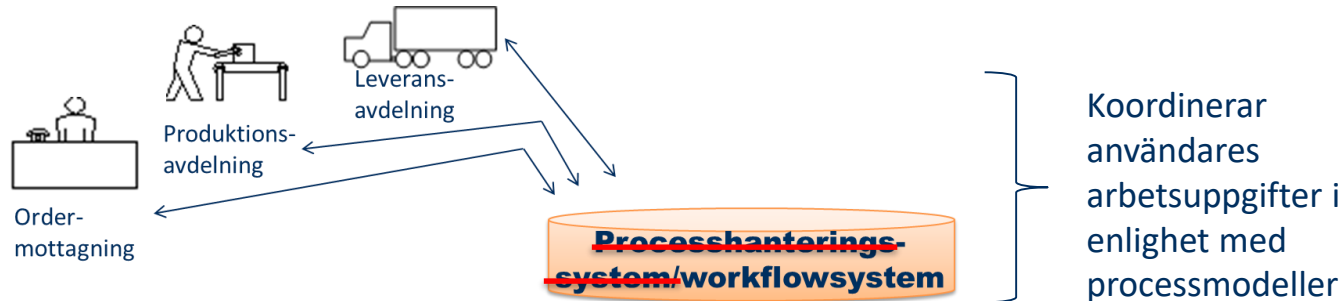 Leverans-
avdelning
Produktions-
avdelning
Order-
mottagning
Processhanterings-
system/workflowsystem
Koordinerar
användares
arbetsuppgifter i
enlighet med
processmodeller